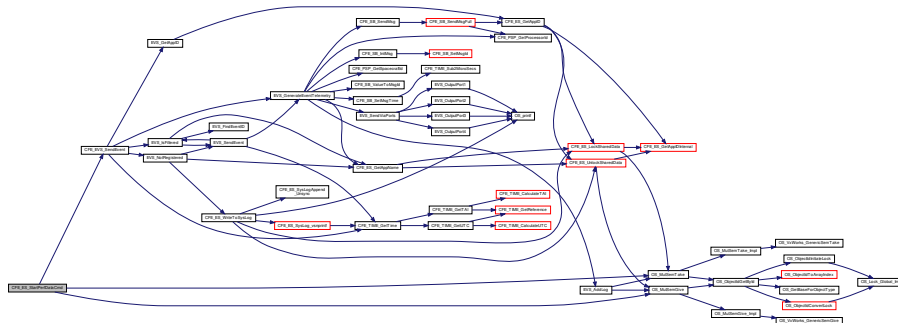 CFE_ES_StartPerfDataCmd
CFE_EVS_SendEvent
EVS_GetAppID
EVS_IsFiltered
EVS_NotRegistered
CFE_ES_WriteToSysLog
EVS_FindEventID
EVS_SendEvent
EVS_GenerateEventTelemetry
CFE_ES_SysLogAppend
_Unsync
CFE_ES_SysLog_vsnprintf
CFE_SB_SendMsg
CFE_SB_InitMsg
CFE_PSP_GetSpacecraftId
CFE_SB_ValueToMsgId
CFE_SB_SetMsgTime
EVS_SendViaPorts
CFE_ES_GetAppName
CFE_TIME_GetTime
CFE_SB_SendMsgFull
CFE_SB_SetMsgId
CFE_TIME_Sub2MicroSecs
EVS_OutputPort1
EVS_OutputPort2
EVS_OutputPort3
EVS_OutputPort4
CFE_TIME_GetTAI
CFE_TIME_GetUTC
CFE_ES_GetAppID
CFE_PSP_GetProcessorId
OS_printf
CFE_TIME_CalculateTAI
CFE_TIME_GetReference
CFE_TIME_CalculateUTC
CFE_ES_LockSharedData
CFE_ES_UnlockSharedData
EVS_AddLog
CFE_ES_GetAppIDInternal
OS_MutSemTake
OS_MutSemGive
OS_MutSemTake_Impl
OS_ObjectIdGetById
OS_MutSemGive_Impl
OS_VxWorks_GenericSemTake
OS_ObjectIdInitiateLock
OS_ObjectIdToArrayIndex
OS_GetBaseForObjectType
OS_ObjectIdConvertLock
OS_VxWorks_GenericSemGive